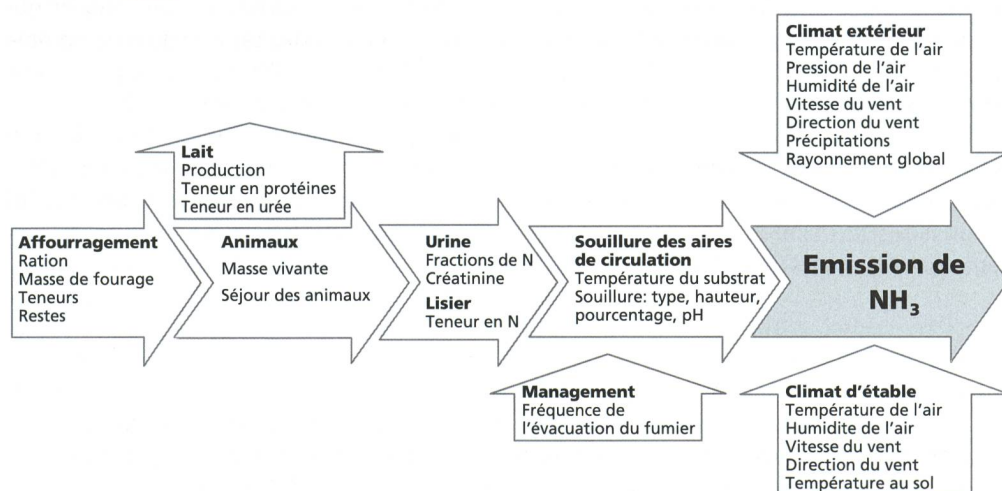 Climat extérieur
Température de l'air
Pression de l'air
Humidité de l'air
Vitesse du vent
Direction du vent
Précipitations
Rayonnement global
Lait
Production
Teneur en protéines
Teneur en urée
Affourragement
Ration
Masse de fourage
Teneurs
Restes
Animaux
Masse vivante
Séjour des animaux
Urine
Fractions de N
Créatinine
Lisier
Teneur en N
Souillure des aires
de circulation
Température du substrat
Souillure: type, hauteur,
pourcentage, pH
Emission de
NH₃
Management
Fréquence de
l'évacuation du fumier
Climat d'étable
Température de l'air
Humidite de l'air
Vitesse du vent
Direction du vent
Température au sol